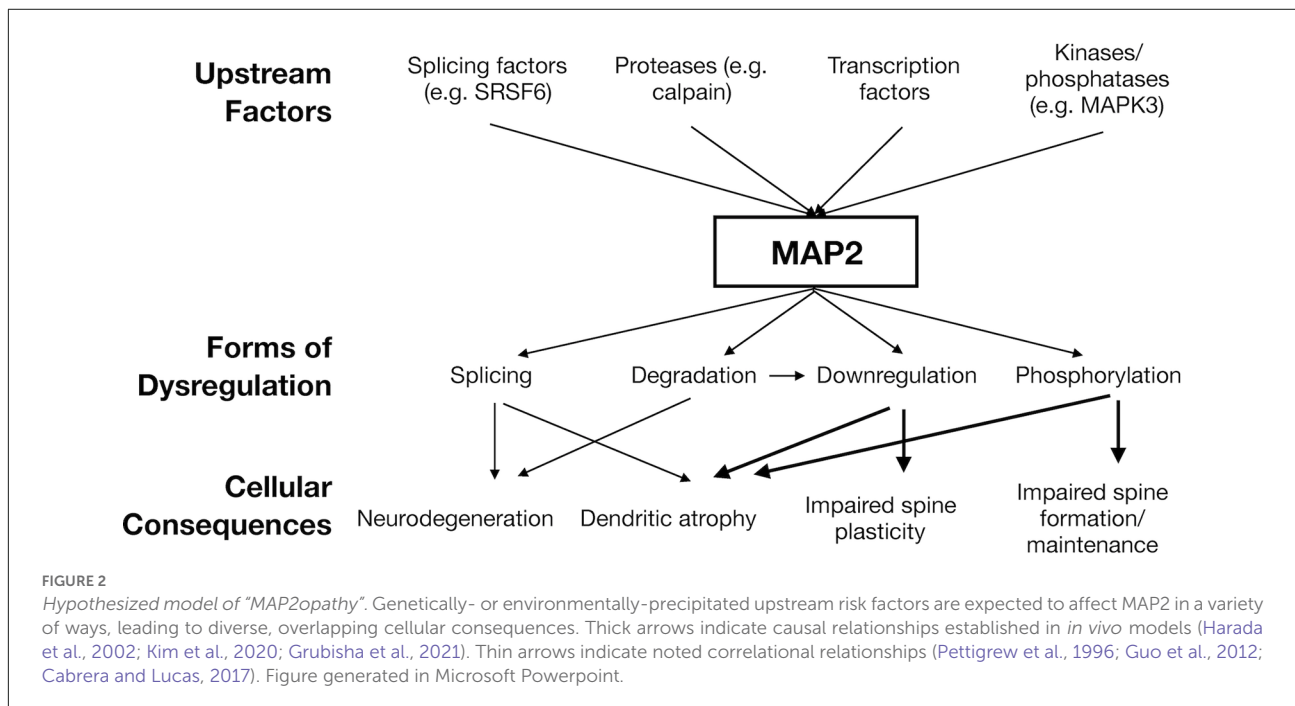 Upstream
Factors
Splicing factors
(e.g. SRSF6)
Proteases (e.g.
calpain)
Transcription
factors
Kinases/
phosphatases
(e.g. MAPK3)
MAP2
Forms of
Dysregulation
Splicing
Degradation
Downregulation
Phosphorylation
Cellular
Consequences
Neurodegeneration
Dendritic atrophy
Impaired spine
plasticity
Impaired spine
formation/
maintenance
FIGURE 2
Hypothesized model of "MAP2opathy". Genetically- or environmentally-precipitated upstream risk factors are expected to affect MAP2 in a variety
of ways, leading to diverse, overlapping cellular consequences. Thick arrows indicate causal relationships established in in vivo models (Harada
et al., 2002; Kim et al., 2020; Grubisha et al., 2021). Thin arrows indicate noted correlational relationships (Pettigrew et al., 1996; Guo et al., 2012;
Cabrera and Lucas, 2017). Figure generated in Microsoft Powerpoint.